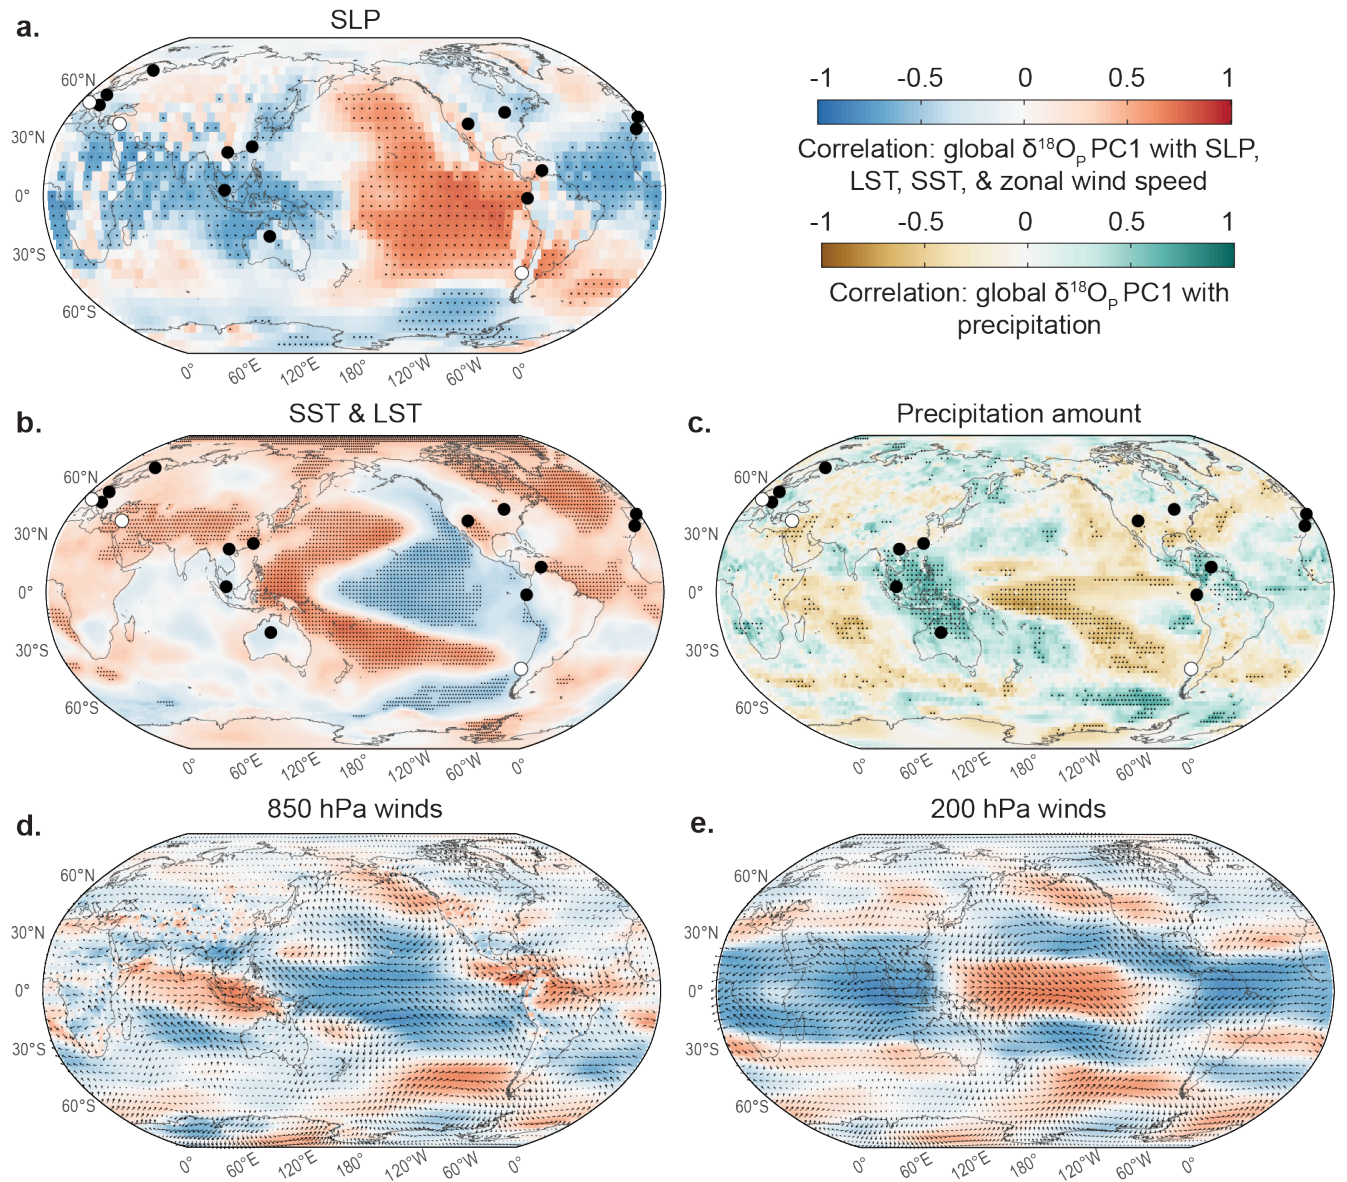 a.
SLP
60°N
30°N
0°
30°S
60°S
0°
60°E
120°E
180°
120°W
60°W
0°
-1 -0.5 0 0.5 1
Correlation: global δ¹⁸Oₚ PC1 with SLP,
LST, SST, & zonal wind speed
-1 -0.5 0 0.5 1
Correlation: global δ¹⁸Oₚ PC1 with
precipitation
b.
SST & LST
60°N
30°N
0°
30°S
60°S
0°
60°E
120°E
180°
120°W
60°W
0°
c.
Precipitation amount
60°N
30°N
0°
30°S
60°S
0°
60°E
120°E
180°
120°W
60°W
0°
d.
850 hPa winds
60°N
30°N
0°
30°S
60°S
0°
60°E
120°E
180°
120°W
60°W
0°
e.
200 hPa winds
60°N
30°N
0°
30°S
60°S
0°
60°E
120°E
180°
120°W
60°W
0°